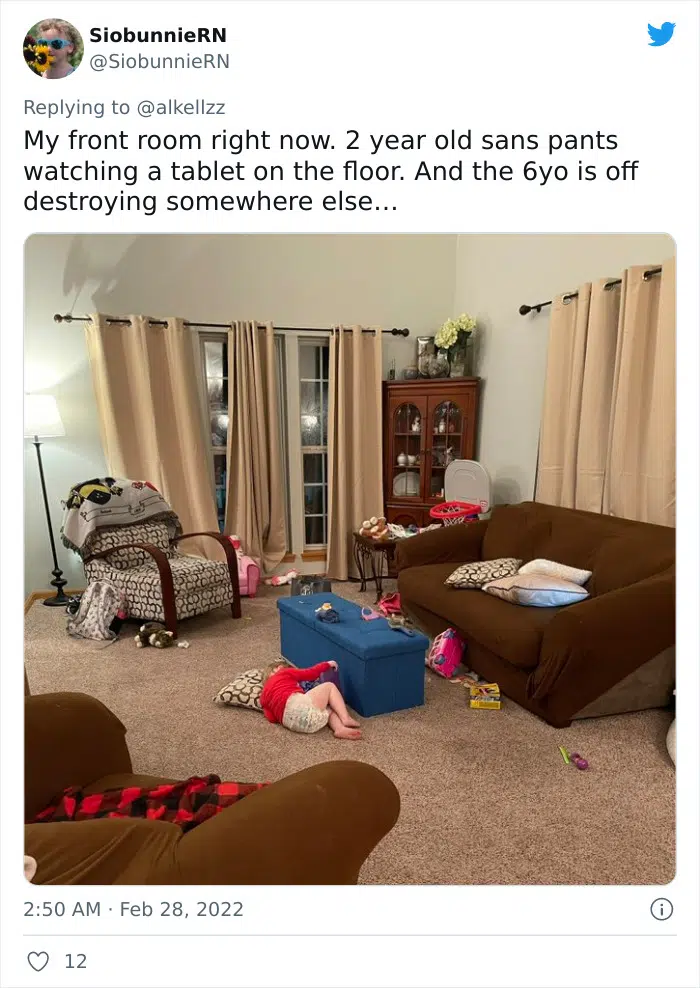 SiobunnieRN
@SiobunnieRN
Replying to @alkellzz
My front room right now. 2 year old sans pants
watching a tablet on the floor. And the 6yo is off
destroying somewhere else...
2:50 AM · Feb 28, 2022
12